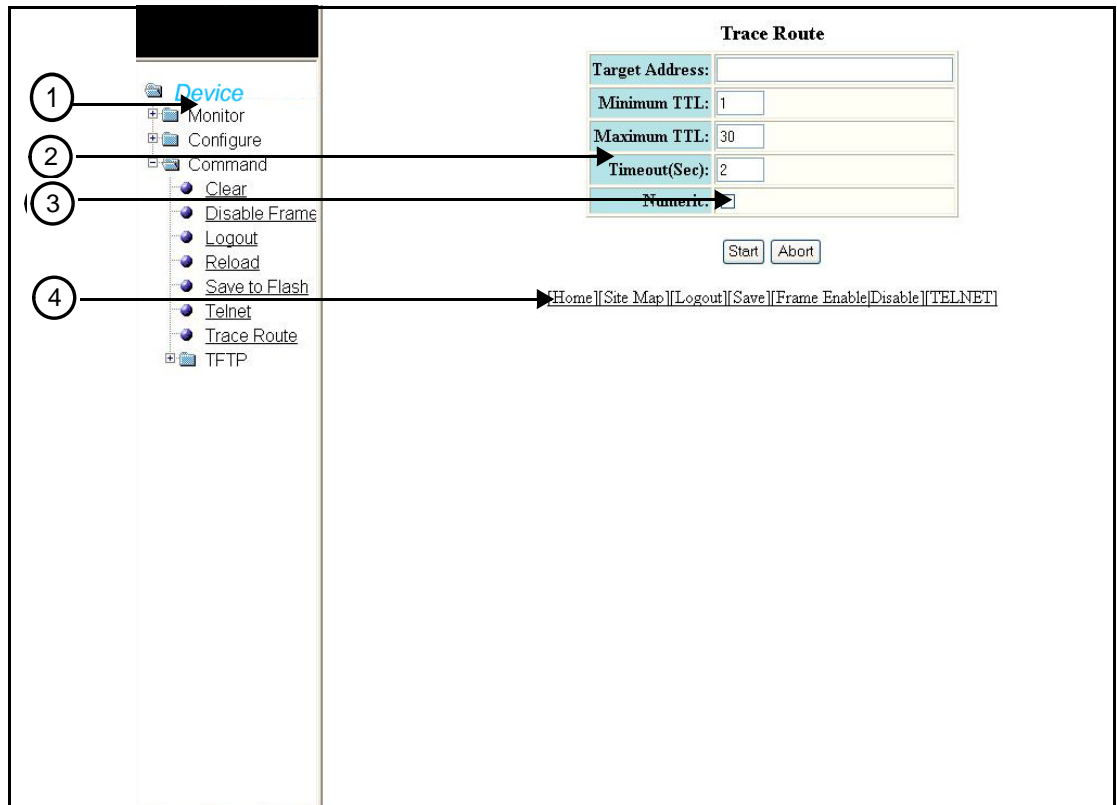 1
2
3
4
Device
Monitor
Configure
Command
Clear
Disable Frame
Logout
Reload
Save to Flash
Telnet
Trace Route
TFTP
Trace Route
Target Address:
Minimum TTL: 1
Maximum TTL: 30
Timeout(Sec): 2
Numeric:
Start Abort
[Home][Site Map][Logout][Save][Frame Enable|Disable][TELNET]